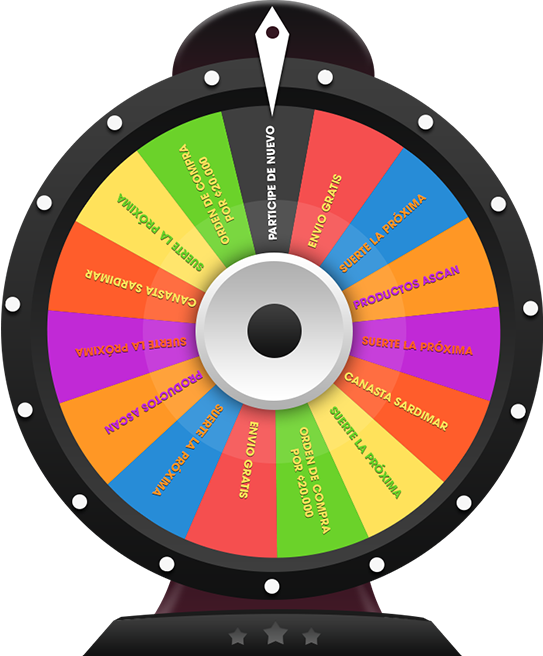 PARTICIPE DE NUEVO
ENVIO GRATIS
SUERTE LA PRÓXIMA
PRODUCTOS ASCAN
SUERTE LA PRÓXIMA
CANASTA SARDIMAR
SUERTE LA PRÓXIMA
ORDEN DE COMPRA
POR ¢20.000
ENVIO GRATIS
SUERTE LA PRÓXIMA
PRODUCTOS ASCAN
SUERTE LA PRÓXIMA
CANASTA SARDIMAR
SUERTE LA PRÓXIMA
ORDEN DE COMPRA
POR ¢20.000